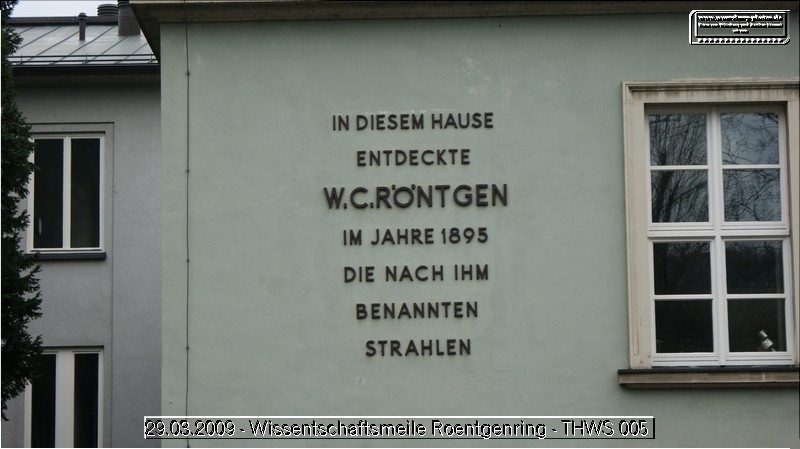 IN DIESEM HAUSE
ENTDECKTE
W.C.RÖNTGEN
IM JAHRE 1895
DIE NACH IHM
BENANNTEN
STRAHLEN
29.03.2009 - Wissentschaftsmeile Roentgenring - THWS 005